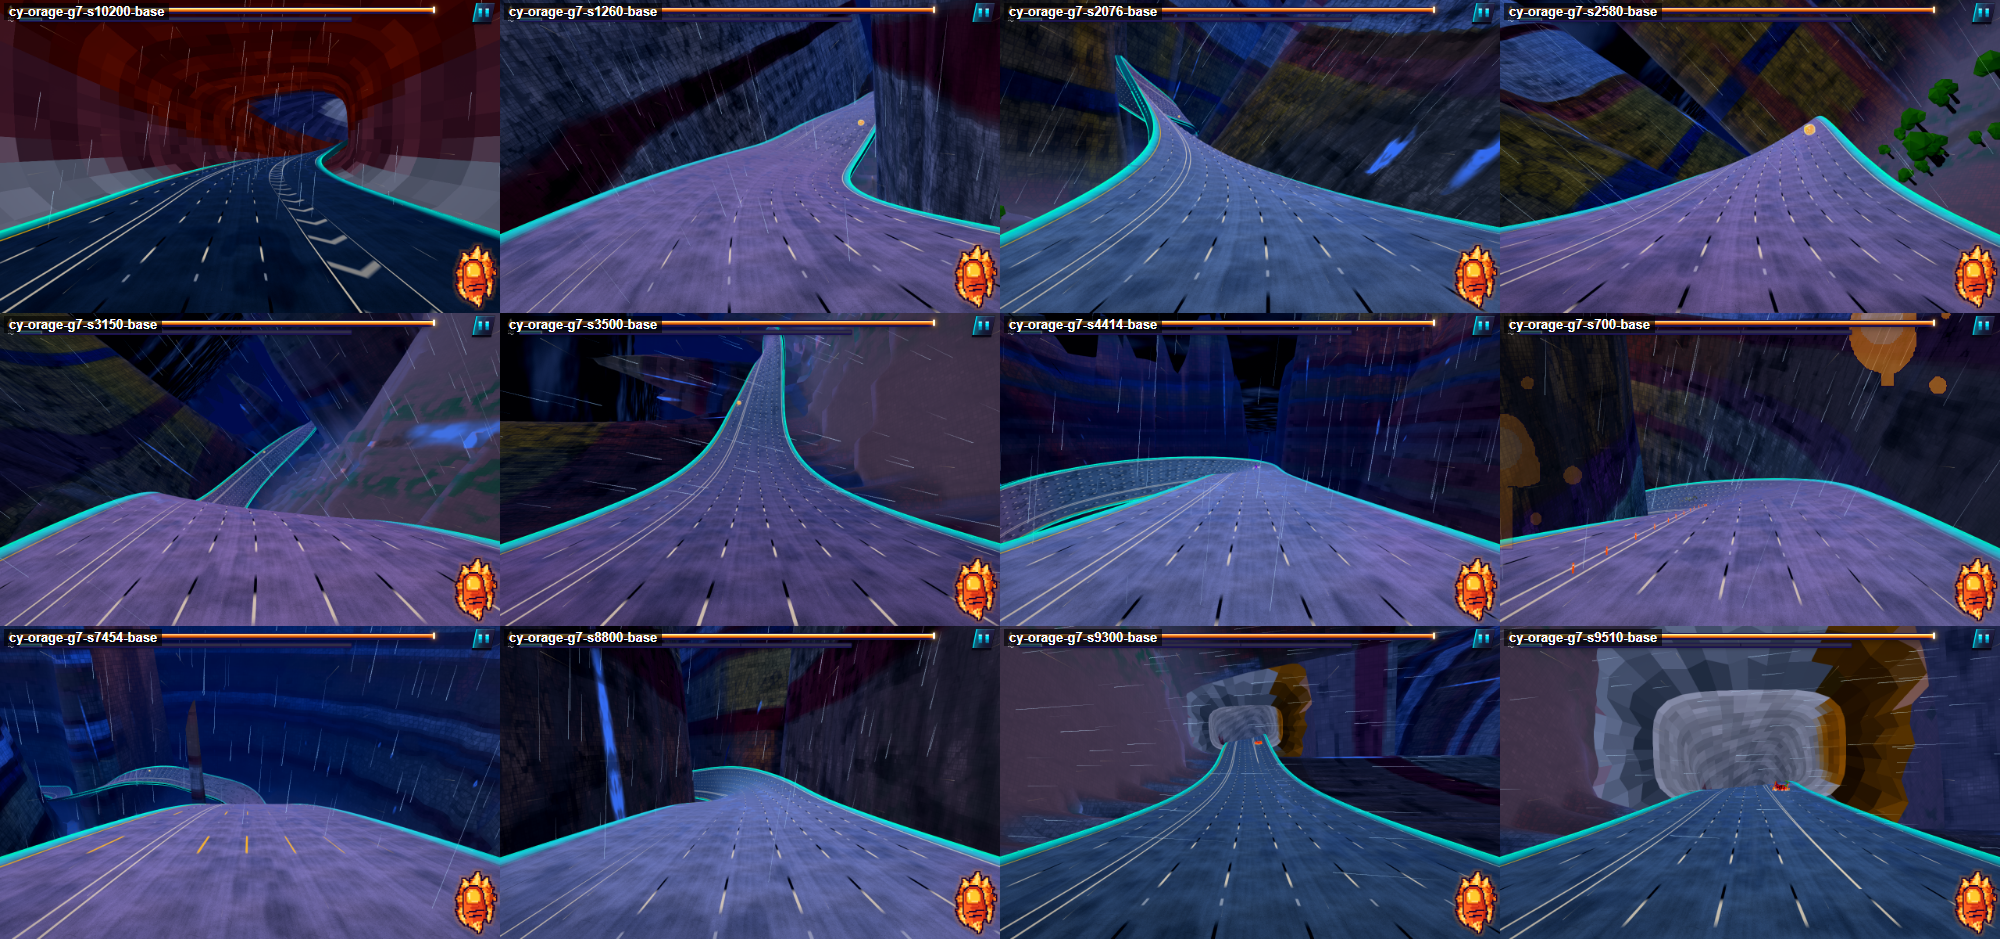 cy-orage-g7-s10200-base
cy-orage-g7-s1260-base
cy-orage-g7-s2076-base
cy-orage-g7-s2580-base
cy-orage-g7-s3150-base
cy-orage-g7-s3500-base
cy-orage-g7-s4414-base
cy-orage-g7-s700-base
cy-orage-g7-s7454-base
cy-orage-g7-s8800-base
cy-orage-g7-s9300-base
cy-orage-g7-s9510-base